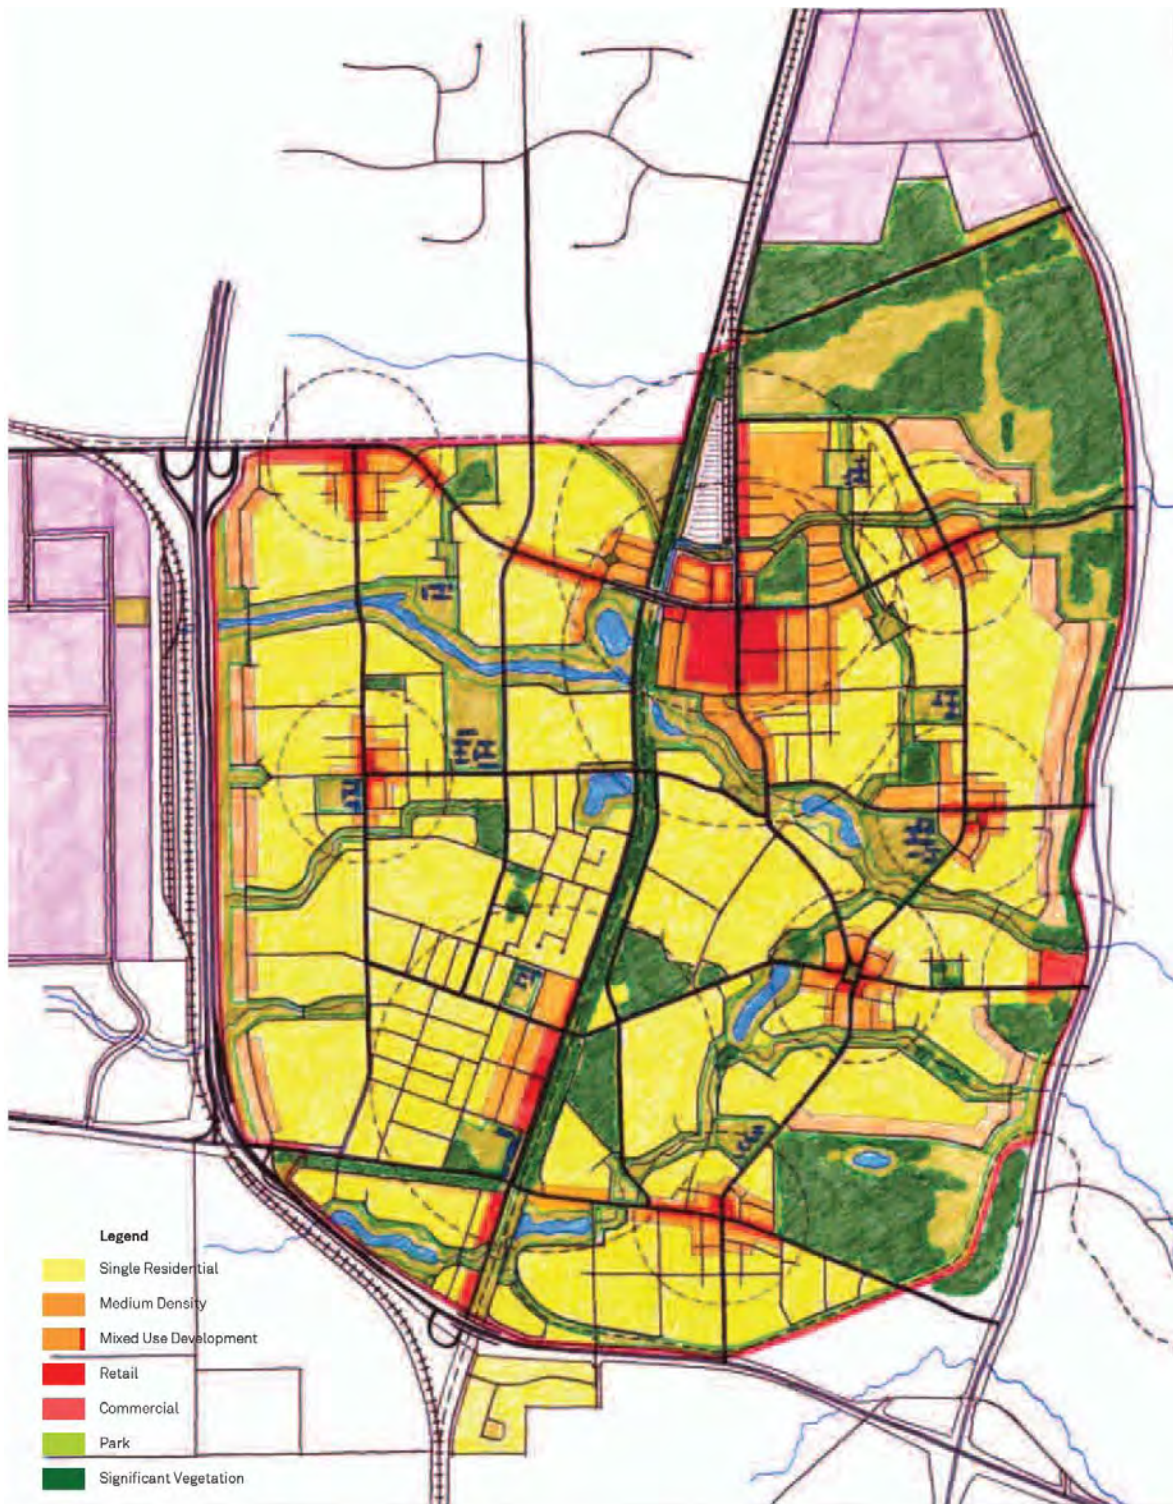 Legend
Single Residential
Medium Density
Mixed Use Development
Retail
Commercial
Park
Significant Vegetation